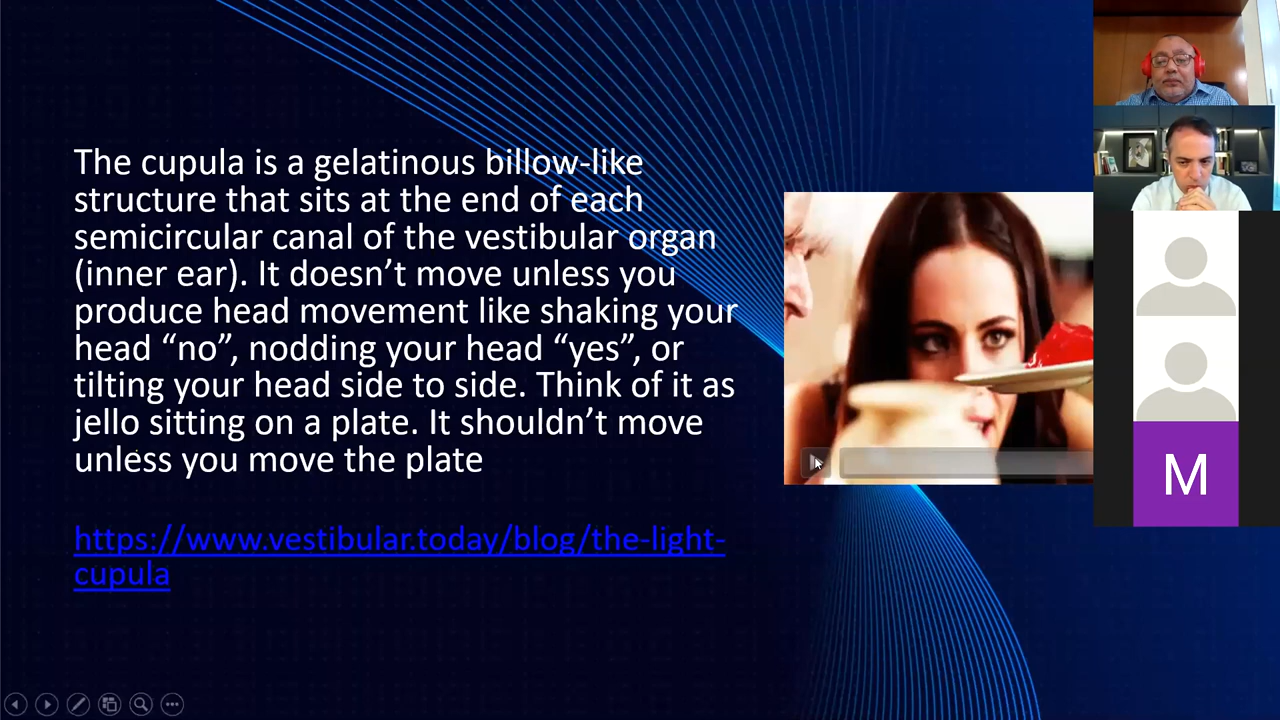 The cupula is a gelatinous billow-like
structure that sits at the end of each
semicircular canal of the vestibular organ
(inner ear). It doesn’t move unless you
produce head movement like shaking your
head “no”, nodding your head “yes”, or
tilting your head side to side. Think of it as
jello sitting on a plate. It shouldn’t move
unless you move the plate
https://www.vestibular.today/blog/the-light-
cupula
M